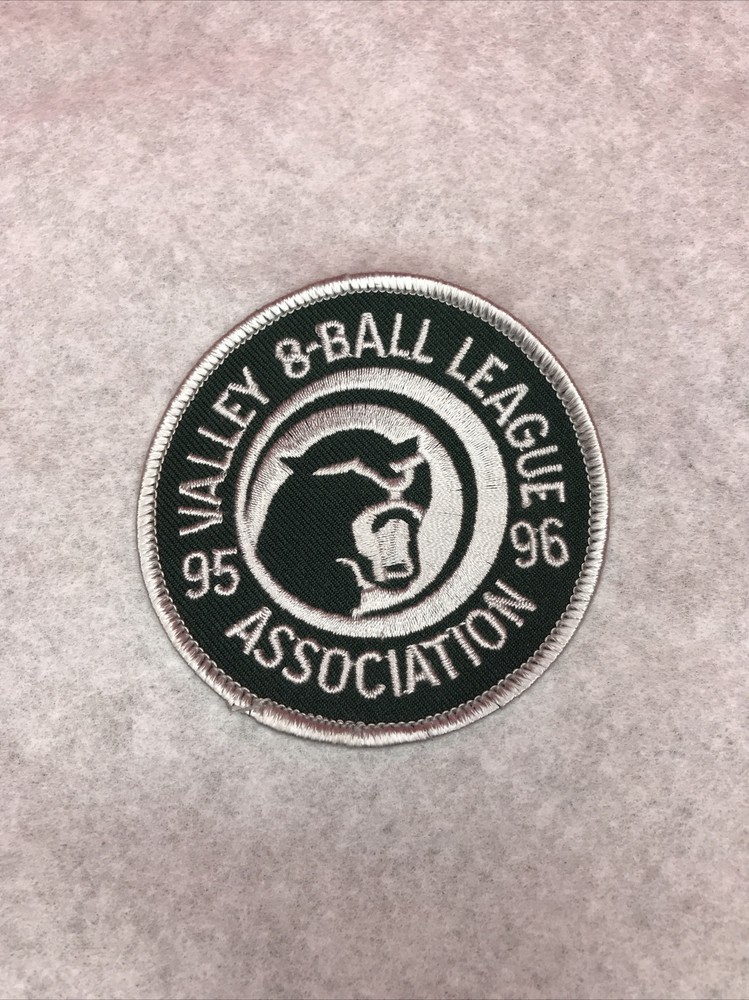 VALLEY 8-BALL LEAGUE
95 96
ASSOCIATION